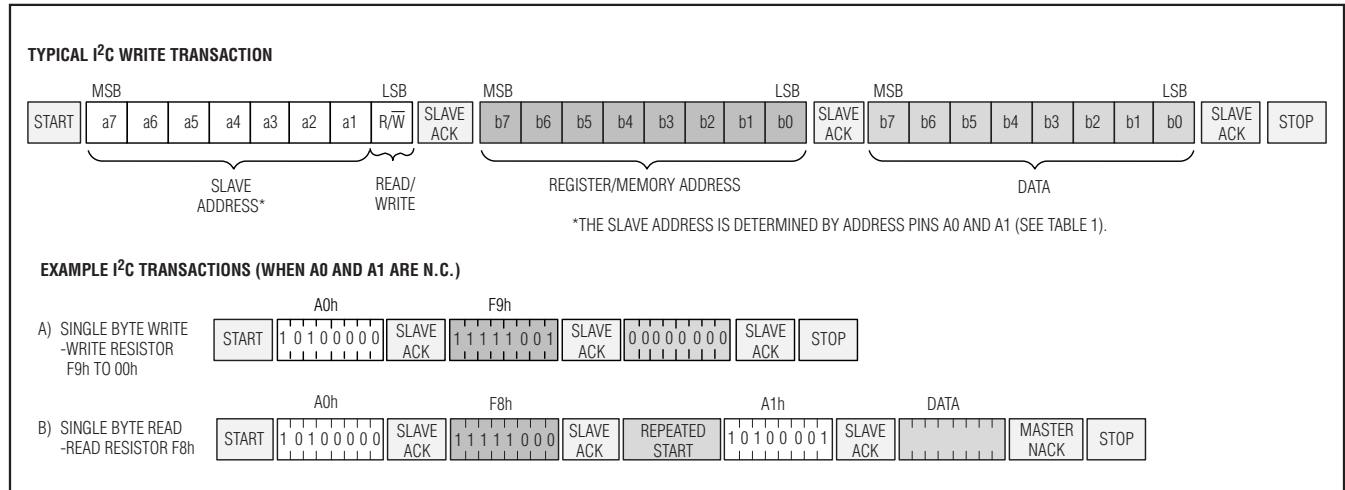 TYPICAL I2C WRITE TRANSACTION
MSB LSB MSB LSB MSB LSB
START a7 a6 a5 a4 a3 a2 a1 R/W̅ SLAVE ACK b7 b6 b5 b4 b3 b2 b1 b0 SLAVE ACK b7 b6 b5 b4 b3 b2 b1 b0 SLAVE ACK STOP
SLAVE ADDRESS* READ/ WRITE REGISTER/MEMORY ADDRESS DATA
*THE SLAVE ADDRESS IS DETERMINED BY ADDRESS PINS A0 AND A1 (SEE TABLE 1).
EXAMPLE I2C TRANSACTIONS (WHEN A0 AND A1 ARE N.C.)
A0h F9h
A) SINGLE BYTE WRITE
-WRITE RESISTOR
F9h TO 00h
START 1 0 1 0 0 0 0 0 SLAVE ACK 1 1 1 1 1 0 0 1 SLAVE ACK 0 0 0 0 0 0 0 0 SLAVE ACK STOP
A0h F8h A1h DATA
B) SINGLE BYTE READ
-READ RESISTOR F8h
START 1 0 1 0 0 0 0 0 SLAVE ACK 1 1 1 1 1 0 0 0 SLAVE ACK REPEATED START 1 0 1 0 0 0 0 1 SLAVE ACK MASTER NACK STOP